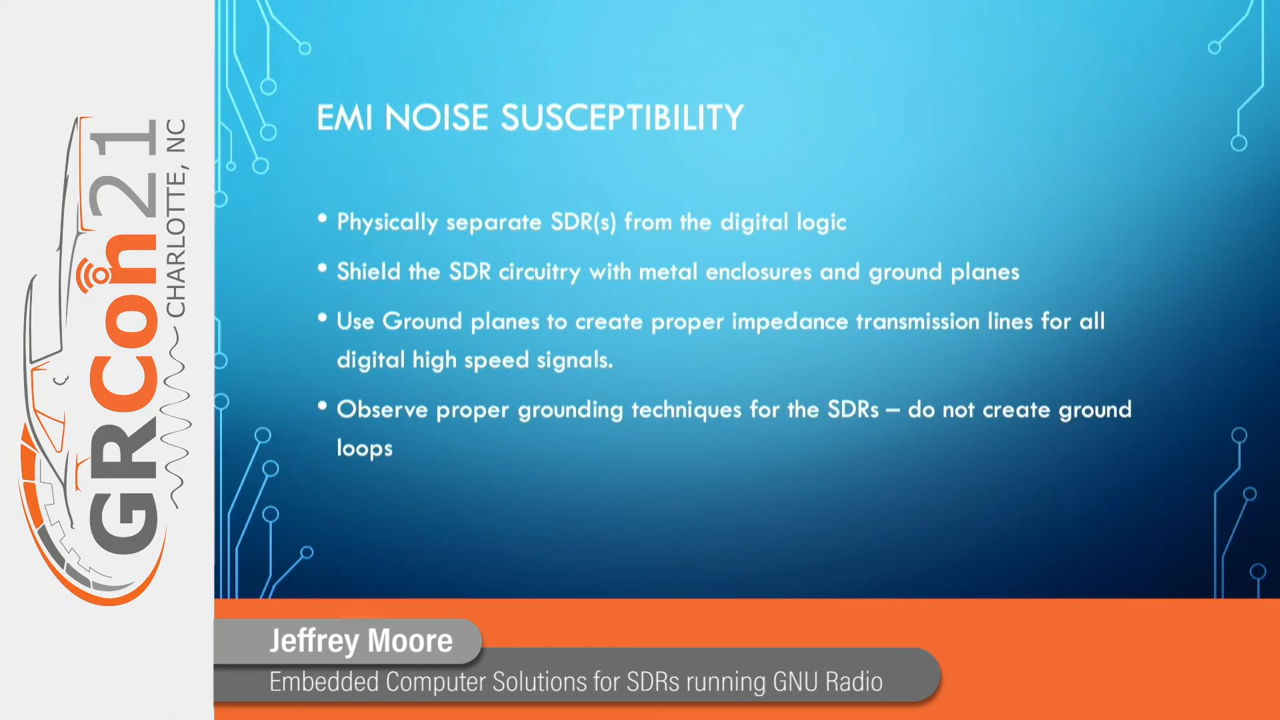 GRCon21
CHARLOTTE, NC
EMI NOISE SUSCEPTIBILITY
• Physically separate SDR(s) from the digital logic
• Shield the SDR circuitry with metal enclosures and ground planes
• Use Ground planes to create proper impedance transmission lines for all
digital high speed signals.
• Observe proper grounding techniques for the SDRs – do not create ground
loops
Jeffrey Moore
Embedded Computer Solutions for SDRs running GNU Radio